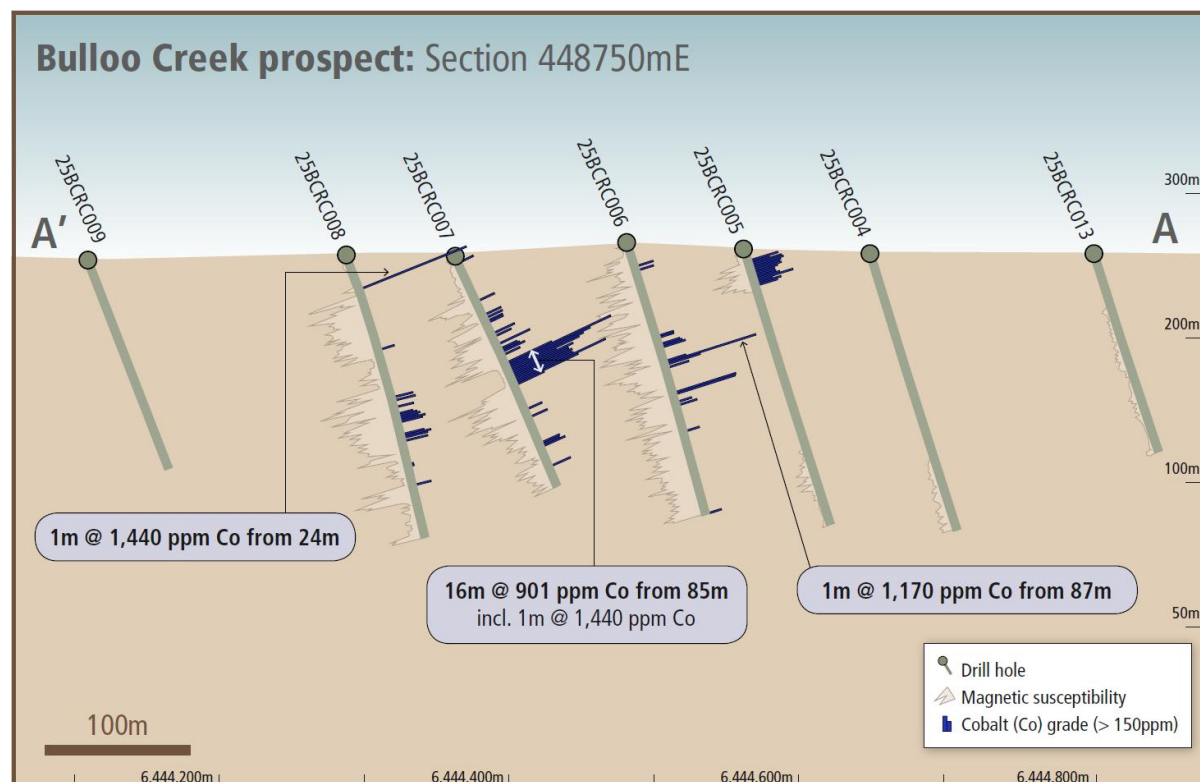 Bulloo Creek prospect: Section 448750mE
25BCRC009
25BCRC008
25BCRC007
25BCRC006
25BCRC005
25BCRC004
25BCRC013
300m
A'
A
200m
100m
1m @ 1,440 ppm Co from 24m
16m @ 901 ppm Co from 85m
incl. 1m @ 1,440 ppm Co
1m @ 1,170 ppm Co from 87m
50m
Drill hole
Magnetic susceptibility
Cobalt (Co) grade (> 150ppm)
100m
6,444,200m
6,444,400m
6,444,600m
6,444,800m